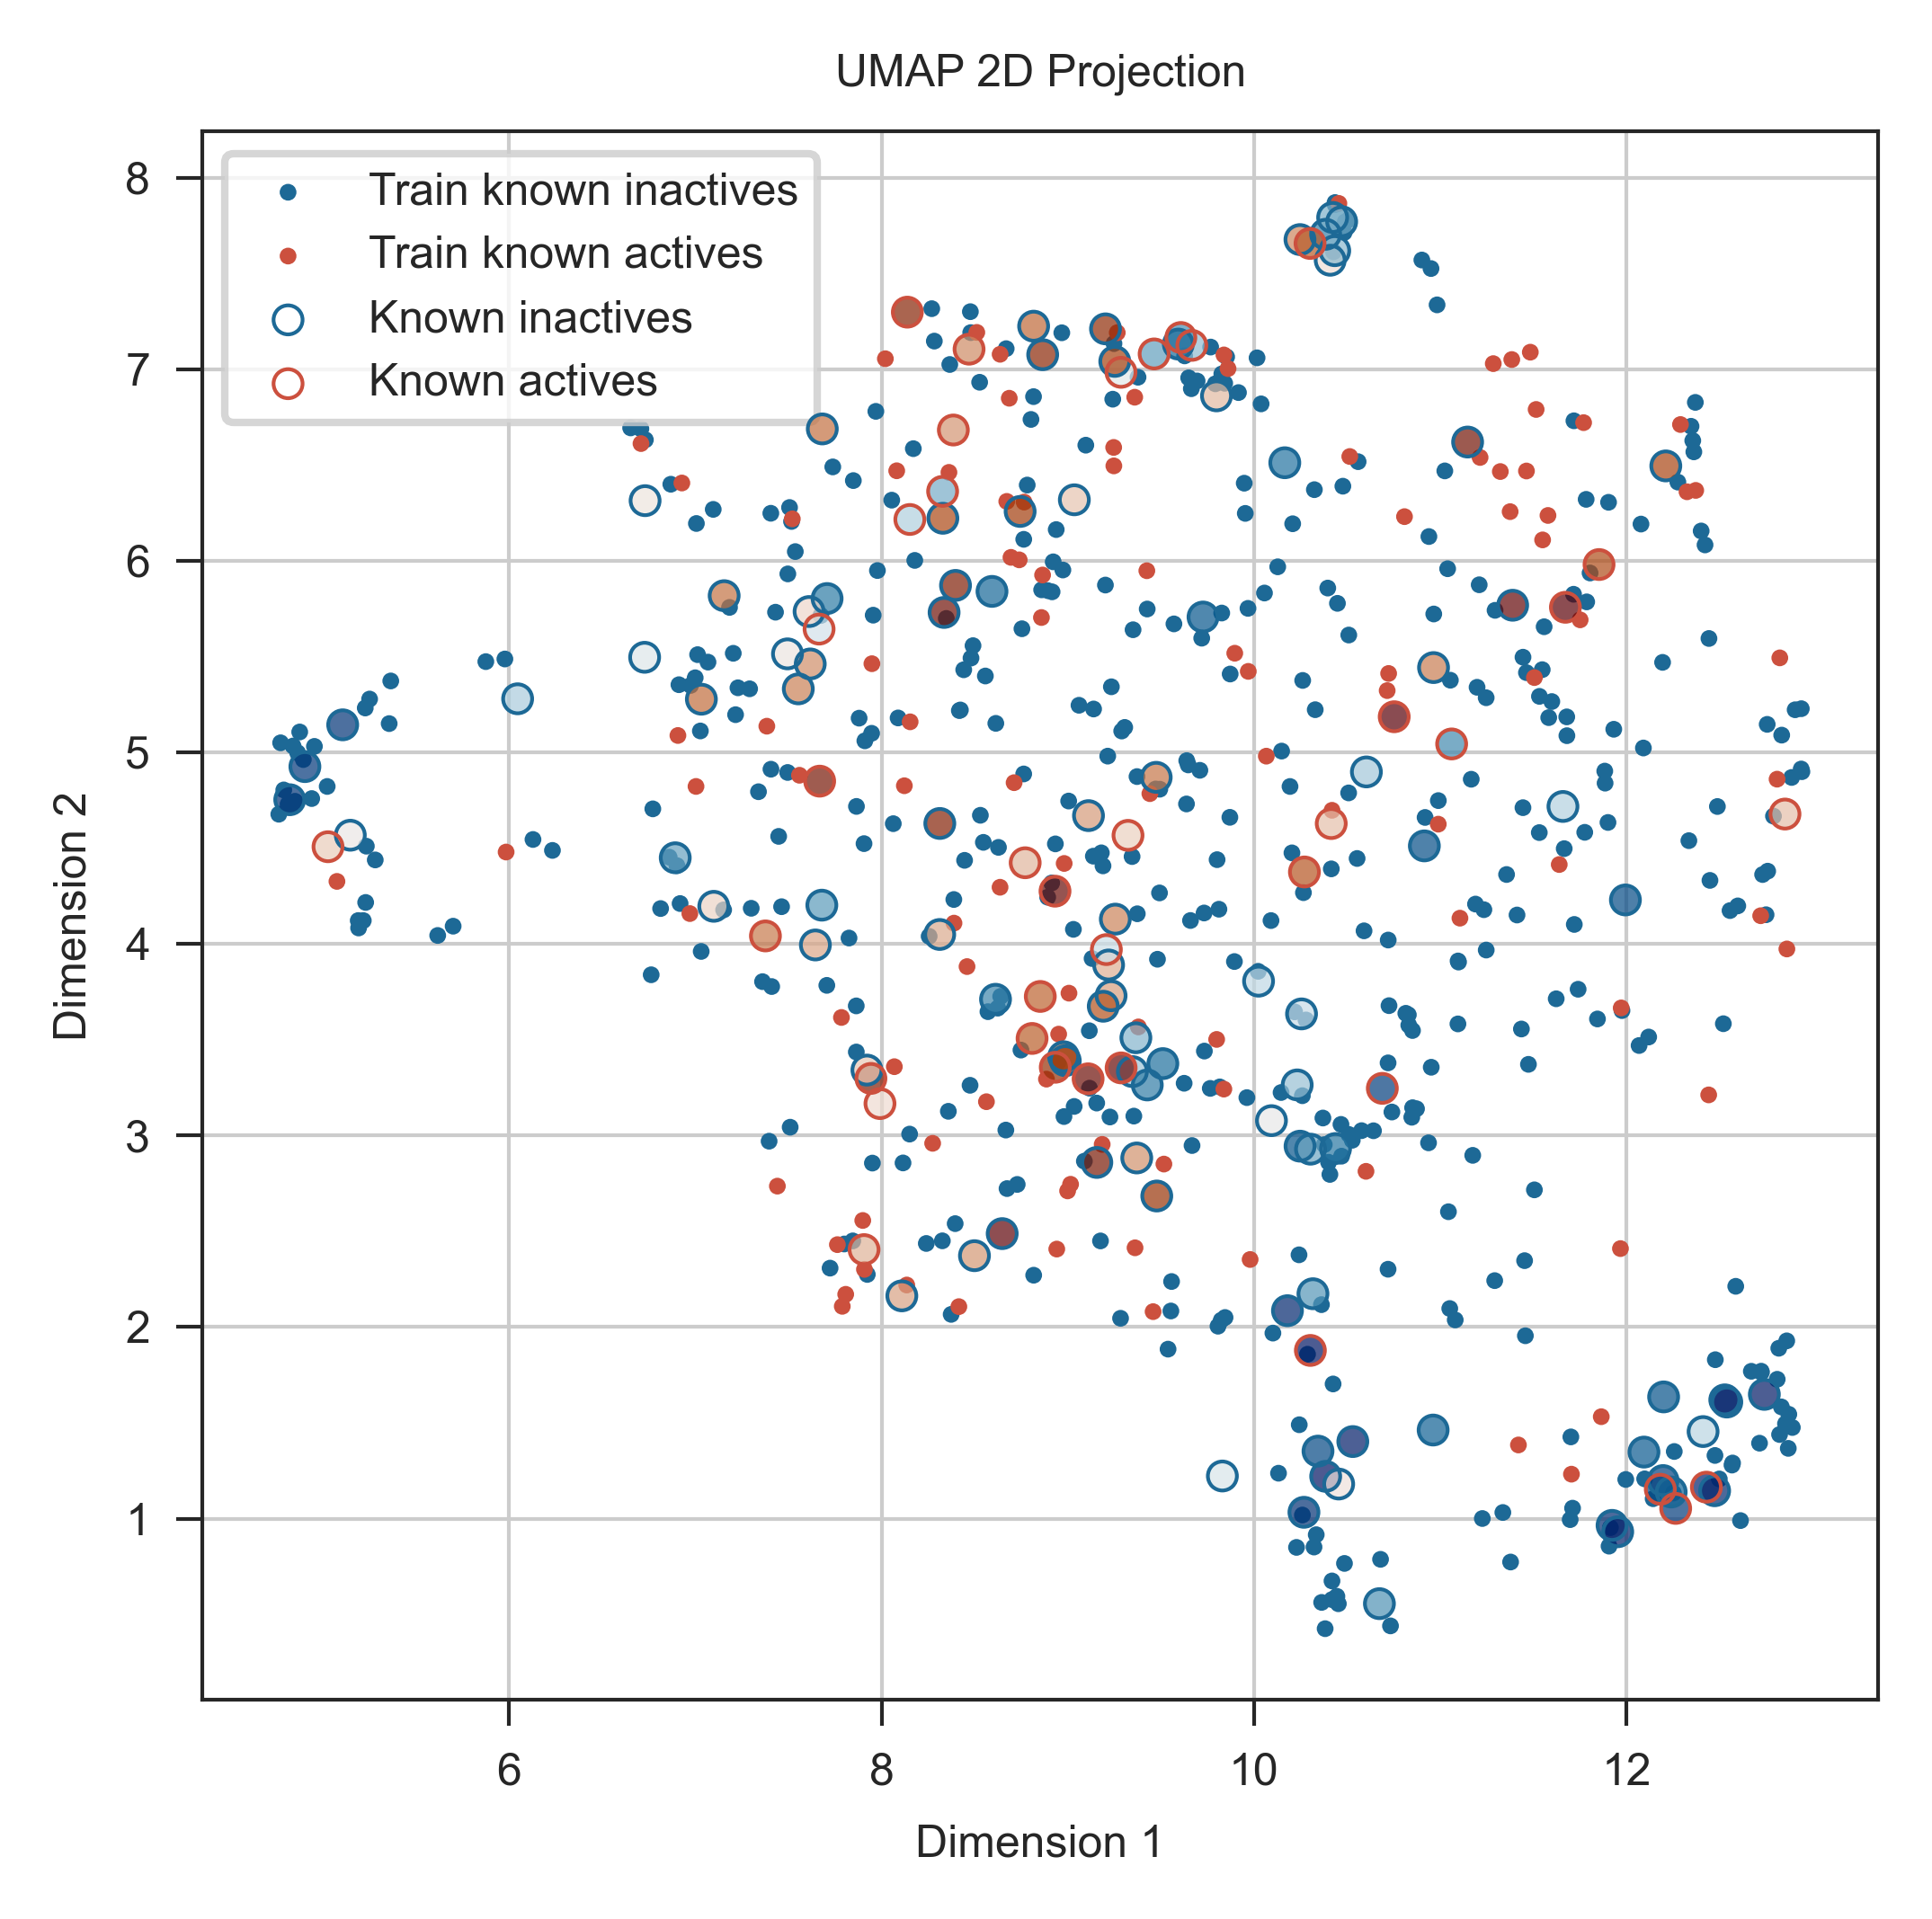 UMAP 2D Projection
Train known inactives
Train known actives
Known inactives
Known actives
8
7
6
5
4
3
2
1
Dimension 2
6
8
10
12
Dimension 1